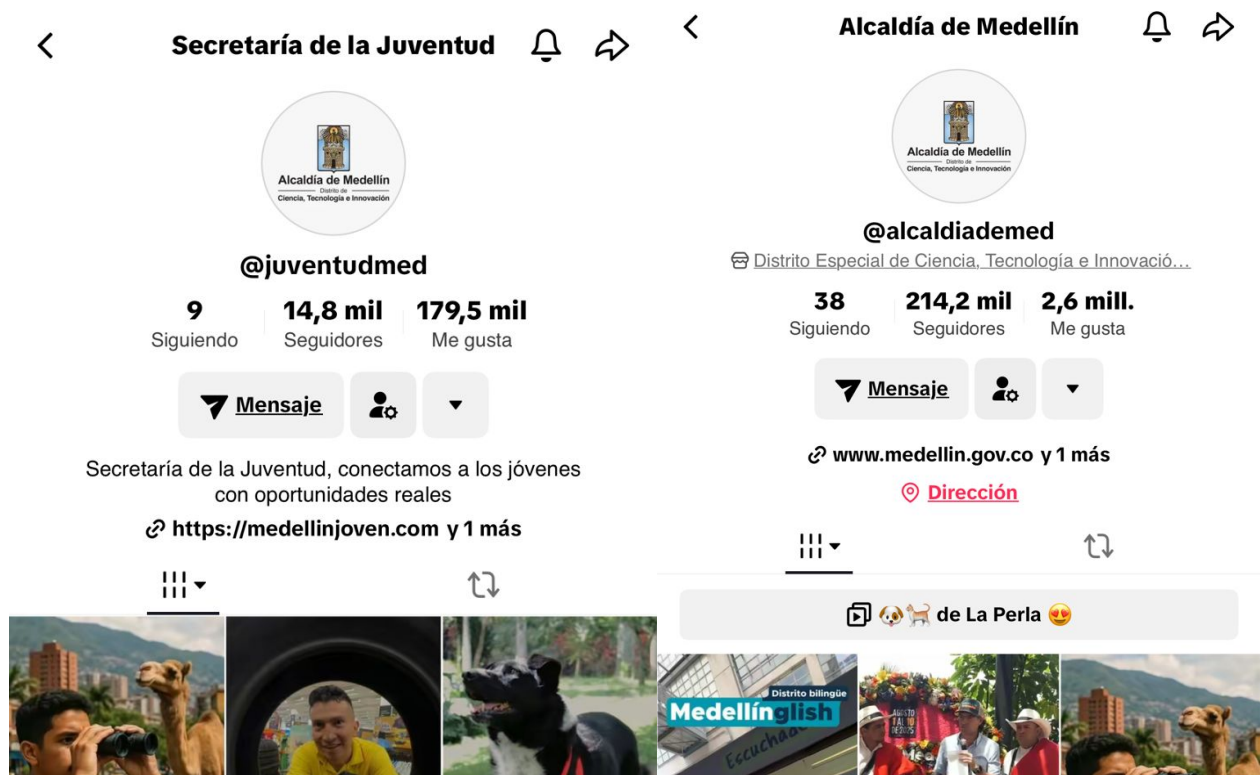 Secretaría de la Juventud
Alcaldía de Medellín
Distrito de
Ciencia, Tecnología e Innovación
@juventudmed
9 14,8 mil 179,5 mil
Siguiendo Seguidores Me gusta
Mensaje
Secretaría de la Juventud, conectamos a los jóvenes
con oportunidades reales
https://medellinjoven.com y 1 más
Alcaldía de Medellín
Alcaldía de Medellín
Distrito de
Ciencia, Tecnología e Innovación
@alcaldiademed
Distrito Especial de Ciencia, Tecnología e Innovació...
38 214,2 mil 2,6 mill.
Siguiendo Seguidores Me gusta
Mensaje
www.medellin.gov.co y 1 más
Dirección
de La Perla
Distrito bilingüe
Medellínglish
AGOSTO
DE 2025